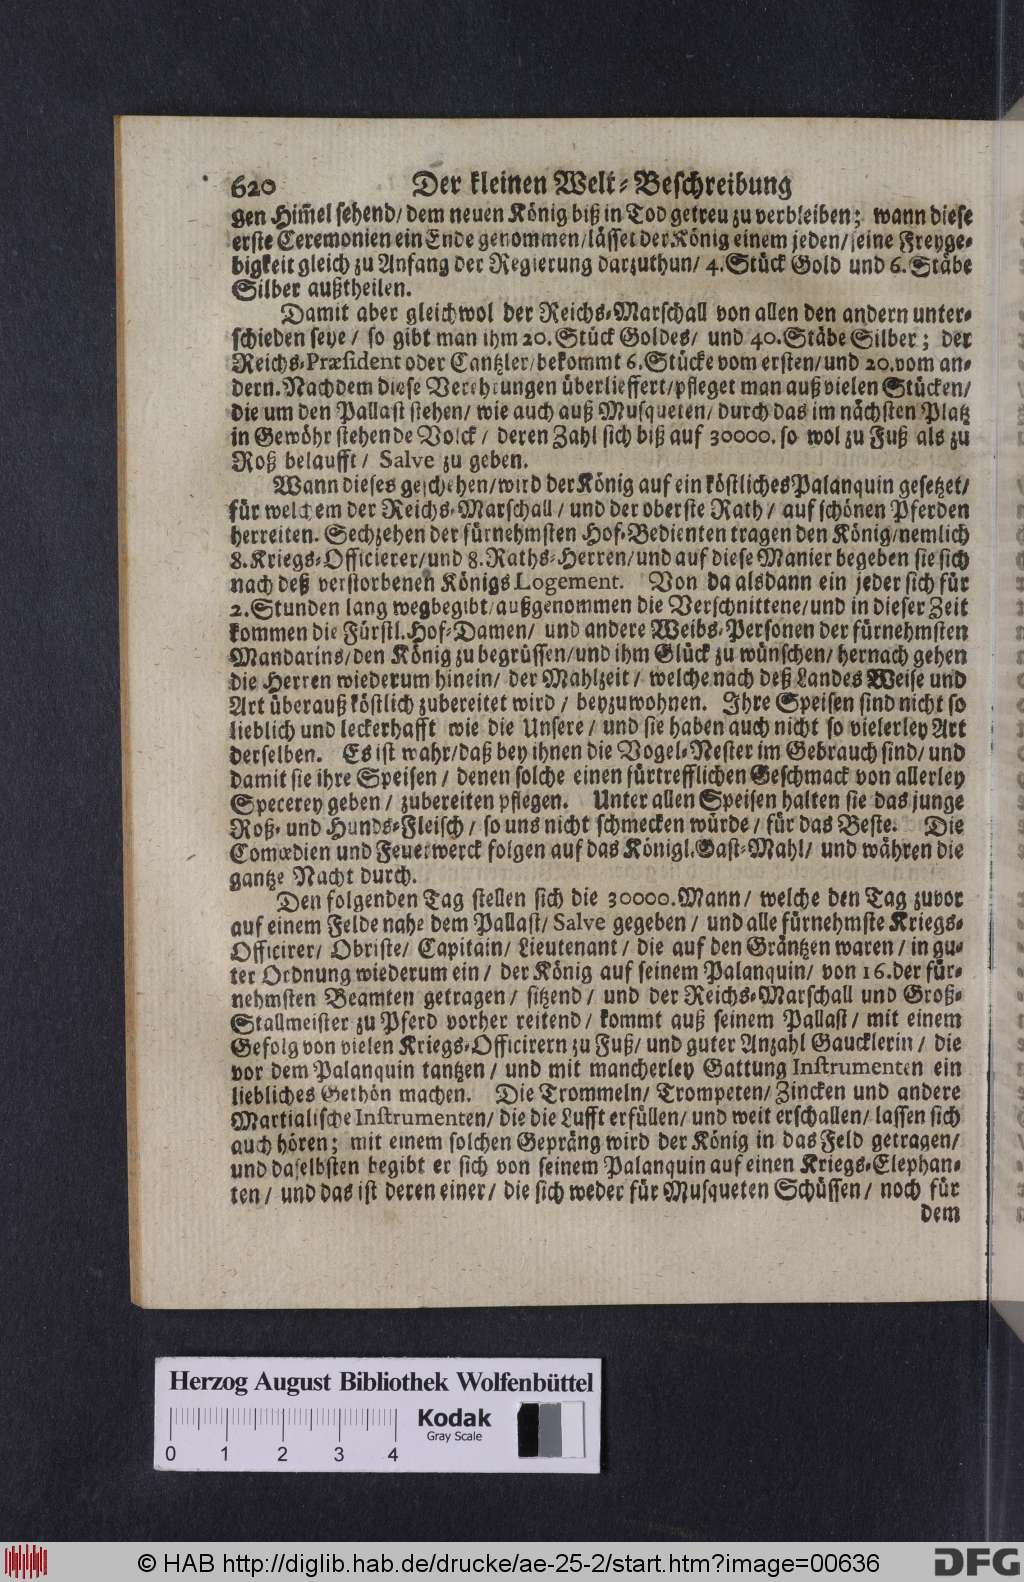 620 Der kleinen Welt-Beschreibung
gen Him̃el sehend/ dem neuen König biß in Tod getreu zu verbleiben; wann diese
erste Ceremonien ein Ende genommen/ lässet der König einem jeden/ seine Freyge-
bigkeit gleich zu Anfang der Regierung darzuthun/ 4. Stück Gold und 6. Stäbe
Silber außtheilen.
Damit aber gleichwol der Reichs-Marschall von allen den andern unter-
schieden seye/ so gibt man ihm 20. Stück Goldes/ und 40. Stäbe Silber; der
Reichs-Præsident oder Cantzler/ bekommt 6. Stücke vom ersten/ und 20. vom an-
dern. Nachdem diese Verehrungen überlieffert/ pfleget man auß vielen Stücken/
die um den Pallast stehen/ wie auch auß Musqueten/ durch das im nächsten Platz
in Gewöhr stehende Volck/ deren Zahl sich biß auf 30000. so wol zu Fuß als zu
Roß belaufft/ Salve zu geben.
Wann dieses geschehen/ wird der König auf ein köstliches Palanquin gesetzet/
für welchem der Reichs-Marschall/ und der oberste Rath/ auf schönen Pferden
herreiten. Sechzehen der fürnehmsten Hof-Bedienten tragen den König/ nemlich
8. Kriegs-Officierer/ und 8. Raths-Herren/ und auf diese Manier begeben sie sich
nach deß verstorbenen Königs Logement. Von da alsdann ein jeder sich für
2. Stunden lang wegbegibt/ außgenommen die Verschnittene/ und in dieser Zeit
kommen die Fürstl. Hof-Damen/ und andere Weibs-Personen der fürnehmsten
Mandarins/ den König zu begrüssen/ und ihm Glück zu wünschen/ hernach gehen
die Herren wiederum hinein/ der Mahlzeit/ welche nach deß Landes Weise und
Art überauß köstlich zubereitet wird/ beyzuwohnen. Ihre Speisen sind nicht so
lieblich und leckerhafft wie die Unsere/ und sie haben auch nicht so vielerley Art
derselben. Es ist wahr/ daß bey ihnen die Vogel-Nester im Gebrauch sind/ und
damit sie ihre Speisen/ denen solche einen fürtrefflichen Geschmack von allerley
Specerey geben/ zubereiten pflegen. Unter allen Speisen halten sie das junge
Roß- und Hunds-Fleisch/ so uns nicht schmecken würde/ für das Beste. Die
Comœdien und Feuerwerck folgen auf das Königl. Gast-Mahl/ und währen die
gantze Nacht durch.
Den folgenden Tag stellen sich die 30000. Mann/ welche den Tag zuvor
auf einem Felde nahe dem Pallast/ Salve gegeben/ und alle fürnehmste Kriegs-
Officirer/ Obriste/ Capitain/ Lieutenant/ die auf den Gräntzen waren/ in gu-
ter Ordnung wiederum ein/ der König auf seinem Palanquin/ von 16. der für-
nehmsten Beamten getragen/ sitzend/ und der Reichs-Marschall und Groß-
Stallmeister zu Pferd vorher reitend/ kommt auß seinem Pallast/ mit einem
Gefolg von vielen Kriegs-Officirern zu Fuß/ und guter Anzahl Gaucklerin/ die
vor dem Palanquin tantzen/ und mit mancherley Gattung Instrumenten ein
liebliches Gethön machen. Die Trommeln/ Trompeten/ Zincken und andere
Martialische Instrumenten/ die die Lufft erfüllen/ und weit erschallen/ lassen sich
auch hören; mit einem solchen Gepräng wird der König in das Feld getragen/
und daselbsten begibt er sich von seinem Palanquin auf einen Kriegs-Elephan-
ten/ und das ist deren einer/ die sich weder für Musqueten Schüssen/ noch für
dem
Herzog August Bibliothek Wolfenbüttel
Kodak
Gray Scale
0 1 2 3 4
© HAB http://diglib.hab.de/drucke/ae-25-2/start.htm?image=00636
DFG